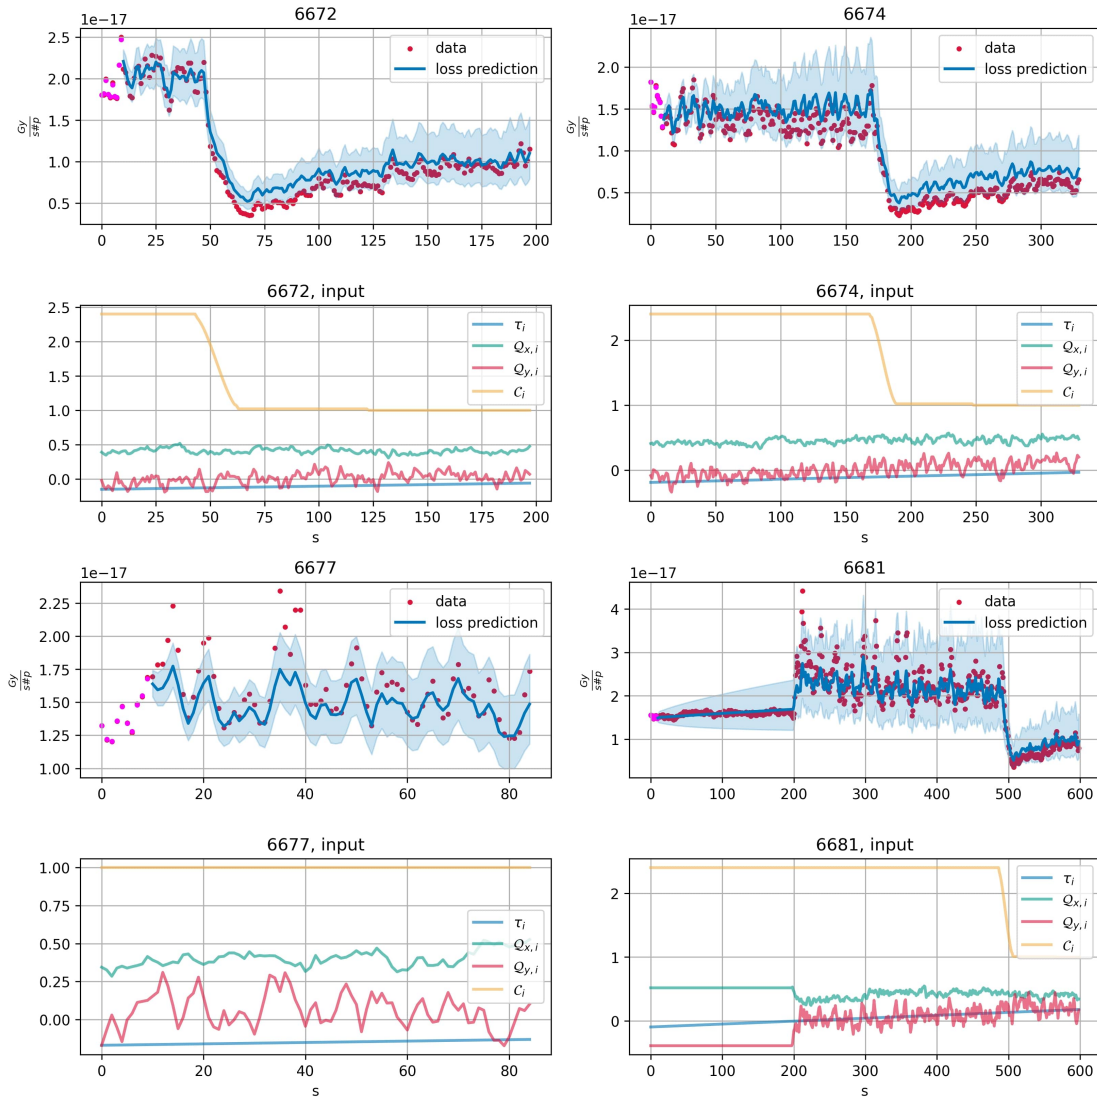 6672
1e−17
2.5
2.0
1.5
1.0
0.5
Gy
s#p
data
loss prediction
0 25 50 75 100 125 150 175 200
6674
1e−17
2.0
1.5
1.0
0.5
Gy
s#p
data
loss prediction
0 50 100 150 200 250 300
6672, input
2.5
2.0
1.5
1.0
0.5
0.0
τᵢ
𝒬ₓ,ᵢ
𝒬y,ᵢ
𝒞ᵢ
0 25 50 75 100 125 150 175 200
s
6674, input
2
1
0
τᵢ
𝒬ₓ,ᵢ
𝒬y,ᵢ
𝒞ᵢ
0 50 100 150 200 250 300
s
6677
1e−17
2.25
2.00
1.75
1.50
1.25
1.00
Gy
s#p
data
loss prediction
0 20 40 60 80
6681
1e−17
4
3
2
1
Gy
s#p
data
loss prediction
0 100 200 300 400 500 600
6677, input
1.00
0.75
0.50
0.25
0.00
τᵢ
𝒬ₓ,ᵢ
𝒬y,ᵢ
𝒞ᵢ
0 20 40 60 80
s
6681, input
2
1
0
τᵢ
𝒬ₓ,ᵢ
𝒬y,ᵢ
𝒞ᵢ
0 100 200 300 400 500 600
s